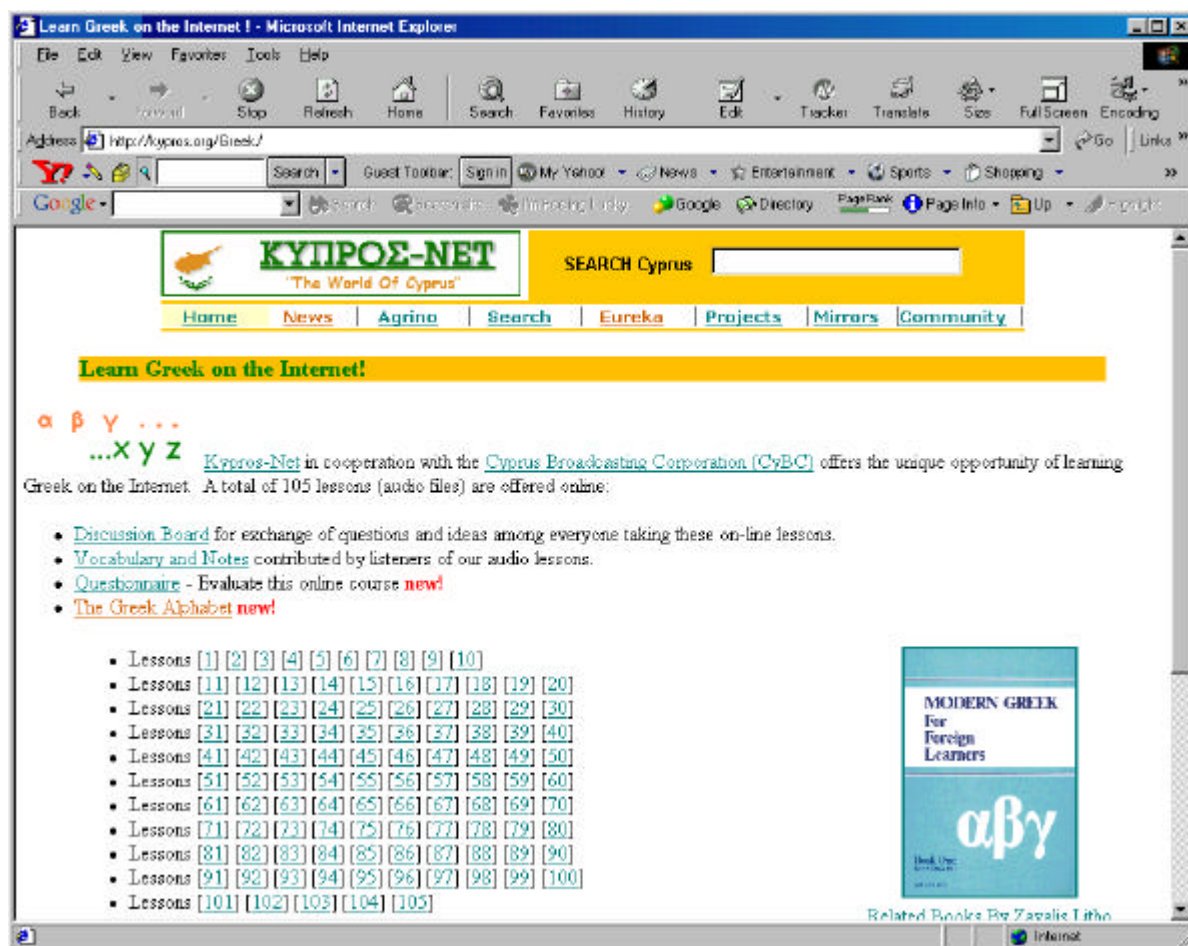 Learn Greek on the Internet ! - Microsoft Internet Explorer
File Edit View Favorites Tools Help
Back Forward Stop Refresh Home Search Favorites History Edit Tracker Translate Size Full Screen Encoding
Address http://kypros.org/Greek/ Go Links
Y! Search Guest Toolbar: Sign in My Yahoo! News Entertainment Sports Shopping
Google Search I'm Feeling Lucky Google Directory PageRank Page Info Up Highlight
ΚΥΠΡΟΣ-NET
"The World Of Cyprus"
SEARCH Cyprus
Home News | Agrino | Search | Eureka | Projects | Mirrors | Community |
Learn Greek on the Internet!
α β γ ...
...x y z Kypros-Net in cooperation with the Cyprus Broadcasting Corporation (CyBC) offers the unique opportunity of learning
Greek on the Internet. A total of 105 lessons (audio files) are offered online:
• Discussion Board for exchange of questions and ideas among everyone taking these on-line lessons.
• Vocabulary and Notes contributed by listeners of our audio lessons.
• Questionnaire - Evaluate this online course new!
• The Greek Alphabet new!
• Lessons [1] [2] [3] [4] [5] [6] [7] [8] [9] [10]
• Lessons [11] [12] [13] [14] [15] [16] [17] [18] [19] [20]
• Lessons [21] [22] [23] [24] [25] [26] [27] [28] [29] [30]
• Lessons [31] [32] [33] [34] [35] [36] [37] [38] [39] [40]
• Lessons [41] [42] [43] [44] [45] [46] [47] [48] [49] [50]
• Lessons [51] [52] [53] [54] [55] [56] [57] [58] [59] [60]
• Lessons [61] [62] [63] [64] [65] [66] [67] [68] [69] [70]
• Lessons [71] [72] [73] [74] [75] [76] [77] [78] [79] [80]
• Lessons [81] [82] [83] [84] [85] [86] [87] [88] [89] [90]
• Lessons [91] [92] [93] [94] [95] [96] [97] [98] [99] [100]
• Lessons [101] [102] [103] [104] [105]
MODERN GREEK
For
Foreign
Learners
αβγ
Book One
Related Books By Zavalis Litho
Internet